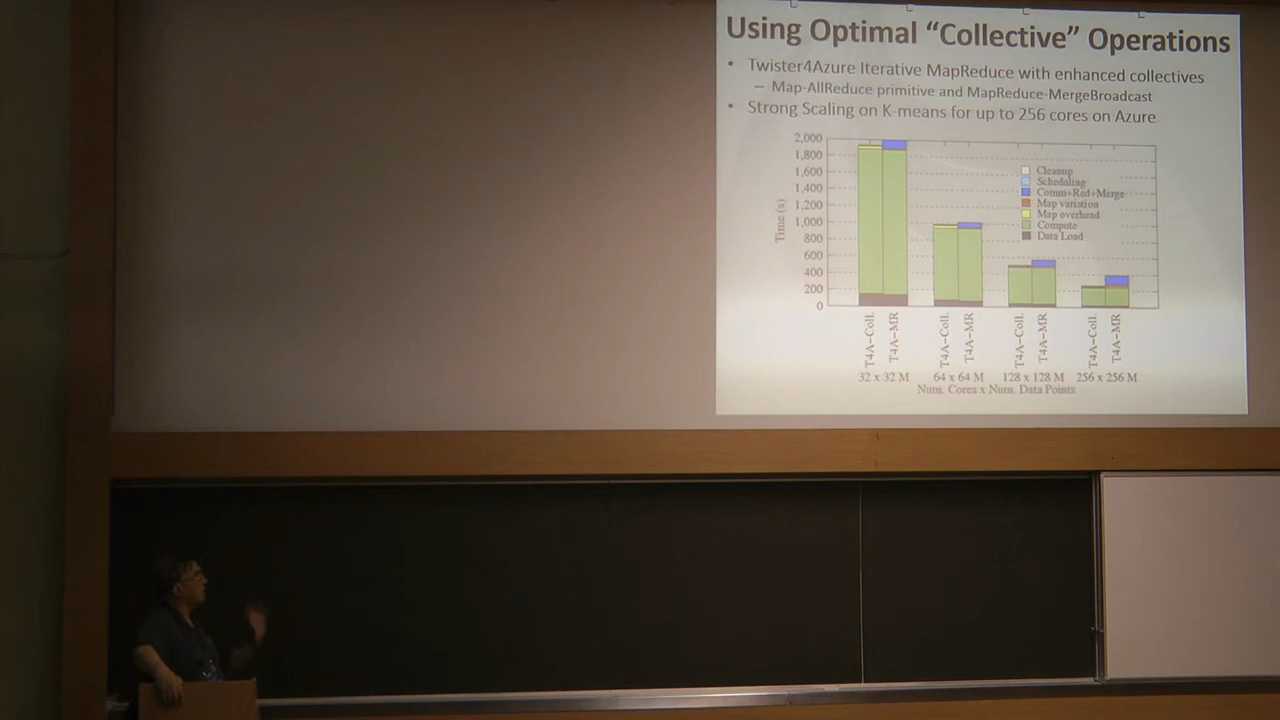 Using Optimal “Collective” Operations
• Twister4Azure Iterative MapReduce with enhanced collectives
– Map-AllReduce primitive and MapReduce-MergeBroadcast
• Strong Scaling on K-means for up to 256 cores on Azure
2,000
1,800
1,600
1,400
1,200
1,000
800
600
400
200
0
Time (s)
Cleanup
Scheduling
Comm+Red+Merge
Map variation
Map overhead
Compute
Data Load
T4A-Coll.
T4A-MR
T4A-Coll.
T4A-MR
T4A-Coll.
T4A-MR
T4A-Coll.
T4A-MR
32 x 32 M
64 x 64 M
128 x 128 M
256 x 256 M
Num. Cores x Num. Data Points